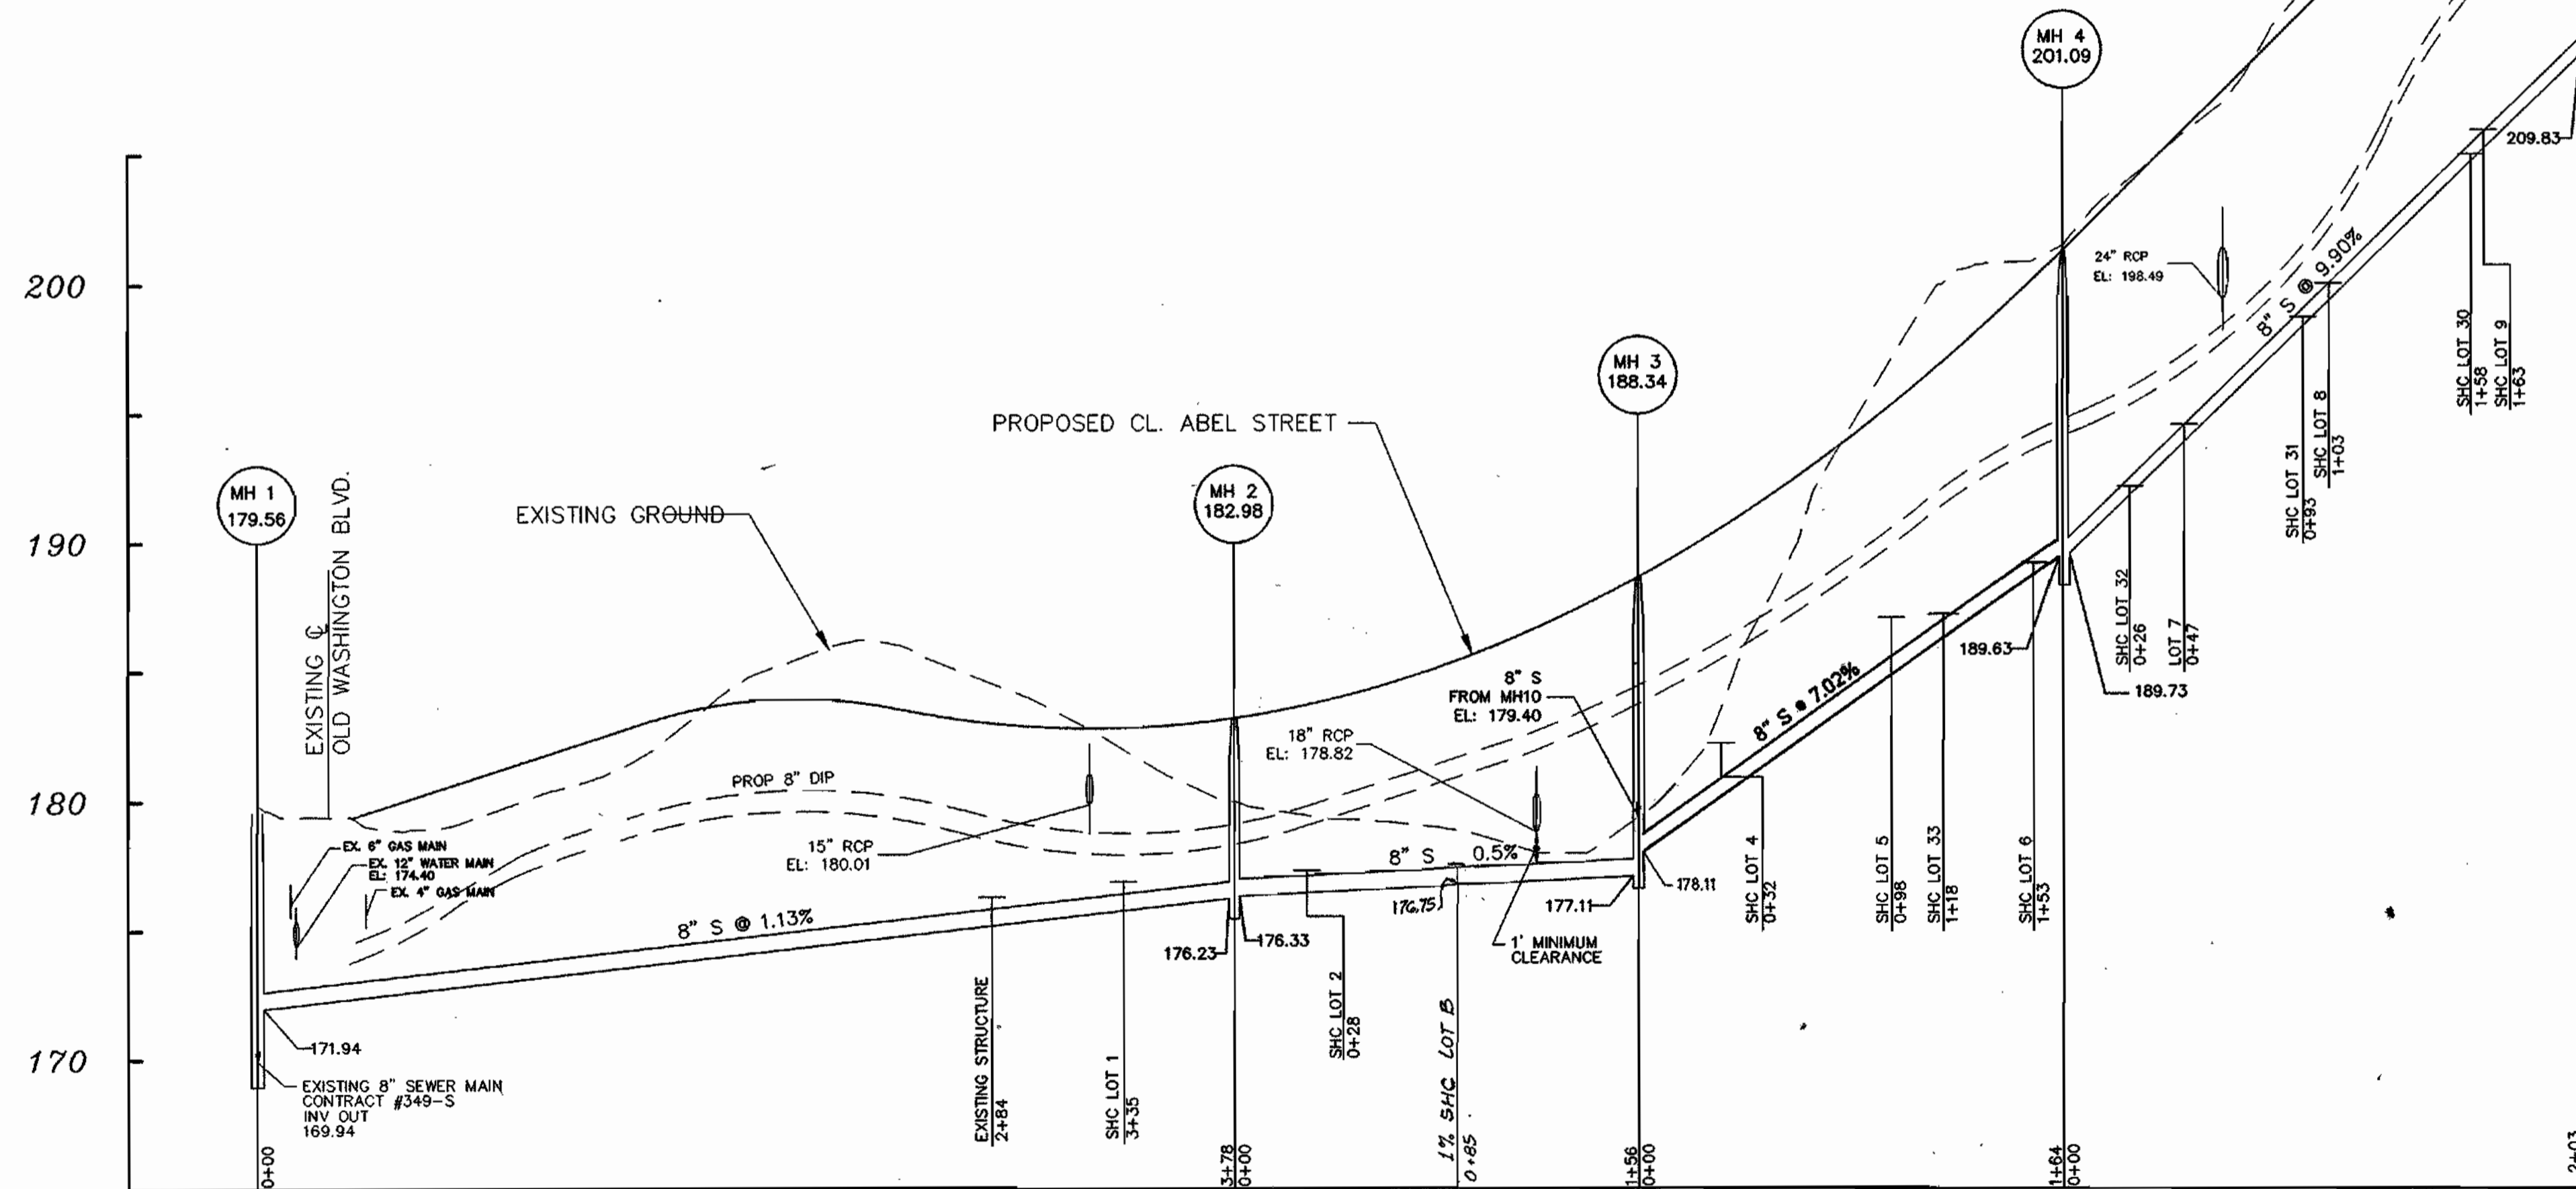 MH 4
201.09
209.83
200
24" RCP
EL: 198.49
8" S @ 9.90%
SHC LOT 30
1+58
SHC LOT 9
1+63
MH 3
188.34
PROPOSED CL. ABEL STREET
SHC LOT 31
0+93
SHC LOT 8
1+03
MH 1
179.56
EXISTING ℄
OLD WASHINGTON BLVD.
EXISTING GROUND
MH 2
182.98
190
SHC LOT 32
0+26
LOT 7
0+47
189.63
189.73
8" S
FROM MH10
EL: 179.40
8" S @ 7.02%
18" RCP
EL: 178.82
PROP 8" DIP
180
EX. 6" GAS MAIN
EX. 12" WATER MAIN
EL: 174.40
EX. 4" GAS MAIN
15" RCP
EL: 180.01
8" S 0.5%
178.11
176.75
177.11
SHC LOT 4
0+32
SHC LOT 5
0+98
SHC LOT 33
1+18
SHC LOT 6
1+53
8" S @ 1.13%
176.23
176.33
1' MINIMUM
CLEARANCE
170
171.94
EXISTING 8" SEWER MAIN
CONTRACT #349-S
INV OUT
169.94
EXISTING STRUCTURE
2+84
SHC LOT 1
3+35
SHC LOT 2
0+28
1% SHC LOT B
0+85
0+00
3+78
0+00
1+56
0+00
1+64
0+00
2+03